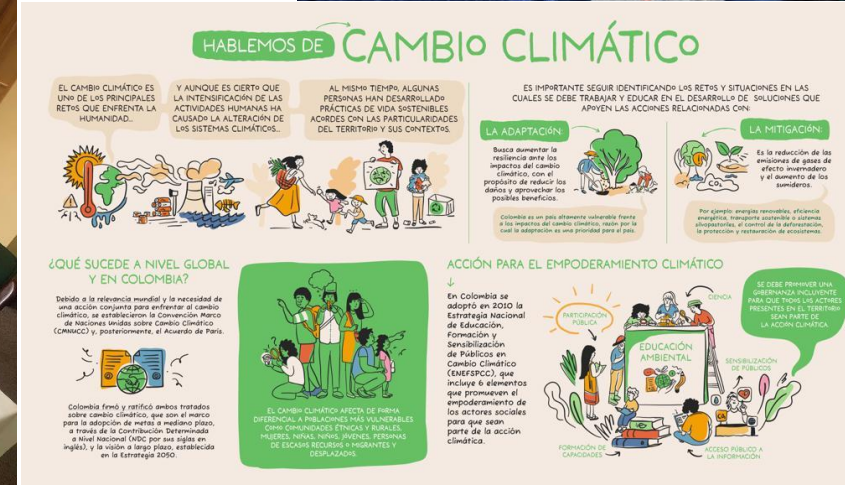 HABLEMOS DE CAMBIO CLIMÁTICO
EL CAMBIO CLIMÁTICO ES
UNO DE LOS PRINCIPALES
RETOS QUE ENFRENTA LA
HUMANIDAD...
Y AUNQUE ES CIERTO QUE
LA INTENSIFICACIÓN DE LAS
ACTIVIDADES HUMANAS HA
CAUSADO LA ALTERACIÓN DE
LOS SISTEMAS CLIMÁTICOS...
AL MISMO TIEMPO, ALGUNAS
PERSONAS HAN DESARROLLADO
PRÁCTICAS DE VIDA SOSTENIBLES
ACORDES CON LAS PARTICULARIDADES
DEL TERRITORIO Y SUS CONTEXTOS.
ES IMPORTANTE SEGUIR IDENTIFICANDO LOS RETOS Y SITUACIONES EN LAS
CUALES SE DEBE TRABAJAR Y EDUCAR EN EL DESARROLLO DE SOLUCIONES QUE
APOYEN LAS ACCIONES RELACIONADAS CON:
LA ADAPTACIÓN:
Busca aumentar la
resiliencia ante los
impactos del cambio
climático, con el
propósito de reducir los
daños y aprovechar los
posibles beneficios.
Colombia es un país altamente vulnerable frente
a los impactos del cambio climático, razón por la
cual la adaptación es una prioridad para el país.
LA MITIGACIÓN:
CO₂
Es la reducción de las
emisiones de gases de
efecto invernadero
y el aumento de los
sumideros.
Por ejemplo: energías renovables, eficiencia
energética, transporte sostenible o sistemas
silvopastoriles, el control de la deforestación,
la protección y restauración de ecosistemas.
¿QUÉ SUCEDE A NIVEL GLOBAL
Y EN COLOMBIA?
Debido a la relevancia mundial y la necesidad de
una acción conjunta para enfrentar el cambio
climático, se establecieron la Convención Marco
de Naciones Unidas sobre Cambio Climático
(CMNUCC) y, posteriormente, el Acuerdo de París.
Colombia firmó y ratificó ambos tratados
sobre cambio climático, que son el marco
para la adopción de metas a mediano plazo,
a través de la Contribución Determinada
a Nivel Nacional (NDC por sus siglas en
inglés), y la visión a largo plazo, establecida
en la Estrategia 2050.
EL CAMBIO CLIMÁTICO AFECTA DE FORMA
DIFERENCIAL A POBLACIONES MÁS VULNERABLES
COMO COMUNIDADES ÉTNICAS Y RURALES,
MUJERES, NIÑAS, NIÑOS, JÓVENES, PERSONAS
DE ESCASOS RECURSOS O MIGRANTES Y
DESPLAZADOS.
ACCIÓN PARA EL EMPODERAMIENTO CLIMÁTICO
En Colombia se
adoptó en 2010 la
Estrategia Nacional
de Educación,
Formación y
Sensibilización
de Públicos en
Cambio Climático
(ENEFSPCC), que
incluye 6 elementos
que promueven el
empoderamiento de
los actores sociales
para que sean
parte de la acción
climática.
PARTICIPACIÓN
PÚBLICA
CIENCIA
EDUCACIÓN
AMBIENTAL
SENSIBILIZACIÓN
DE PÚBLICOS
FORMACIÓN DE
CAPACIDADES
ACCESO PÚBLICO A
LA INFORMACIÓN
SE DEBE PROMOVER UNA
GOBERNANZA INCLUYENTE
PARA QUE TODOS LOS ACTORES
PRESENTES EN EL TERRITORIO
SEAN PARTE DE
LA ACCIÓN CLIMÁTICA.